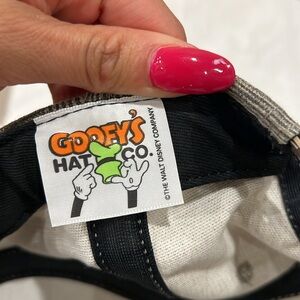 GOOFY'S
HAT CO.
©THE WALT DISNEY COMPANY